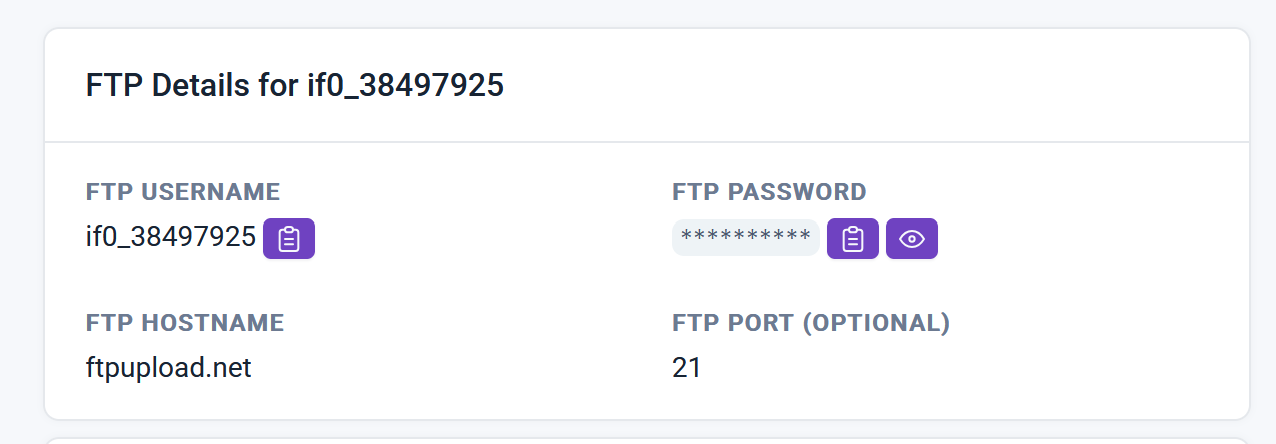 FTP Details for if0_38497925
FTP USERNAME
if0_38497925
FTP PASSWORD
**********
FTP HOSTNAME
ftpupload.net
FTP PORT (OPTIONAL)
21